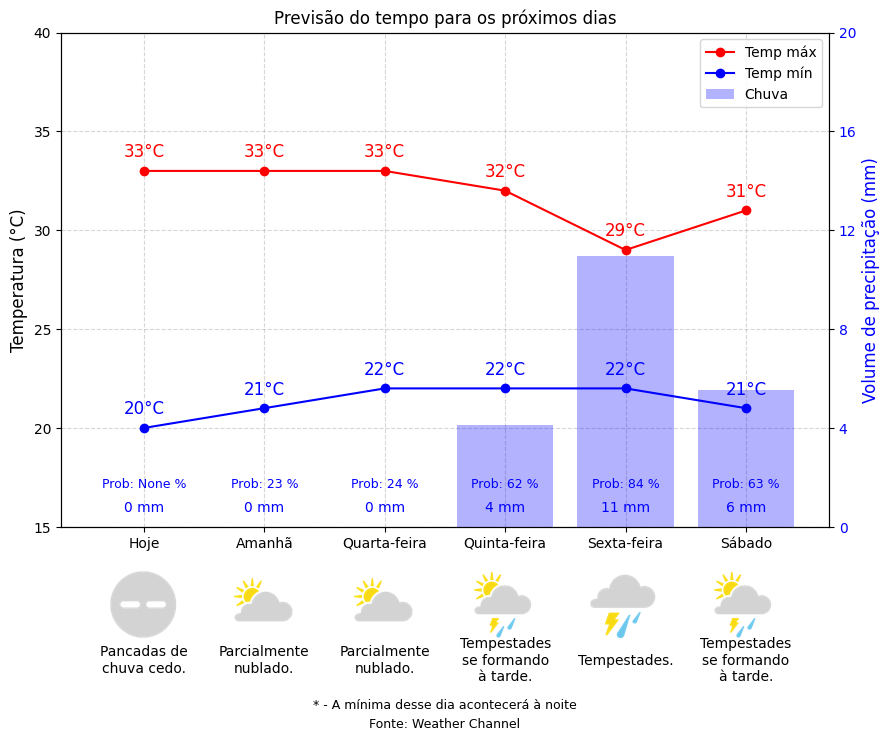 Previsão do tempo para os próximos dias
40
35
30
25
20
15
Temperatura (°C)
20
16
12
8
4
0
Volume de precipitação (mm)
Temp máx
Temp mín
Chuva
33°C 33°C 33°C 32°C 29°C 31°C
20°C 21°C 22°C 22°C 22°C 21°C
Prob: None % Prob: 23 % Prob: 24 % Prob: 62 % Prob: 84 % Prob: 63 %
0 mm 0 mm 0 mm 4 mm 11 mm 6 mm
Hoje Amanhã Quarta-feira Quinta-feira Sexta-feira Sábado
Pancadas de
chuva cedo.
Parcialmente
nublado.
Parcialmente
nublado.
Tempestades
se formando
à tarde.
Tempestades.
Tempestades
se formando
à tarde.
* - A mínima desse dia acontecerá à noite
Fonte: Weather Channel